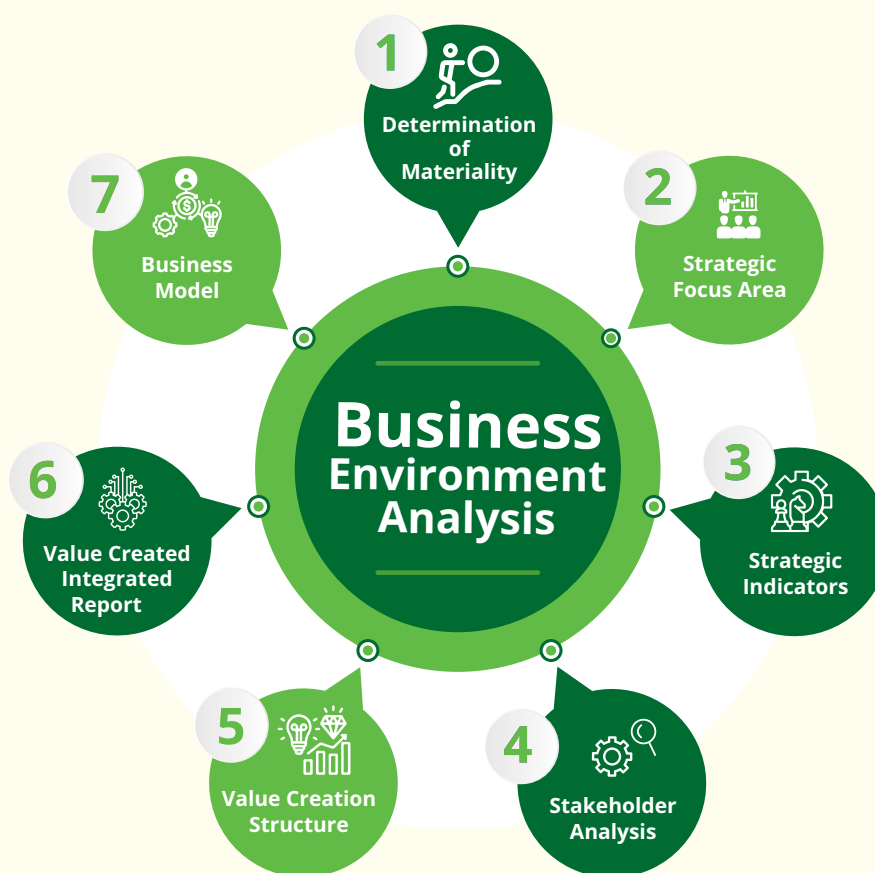 1
Determination
of
Materiality
2
Strategic
Focus Area
3
Strategic
Indicators
4
Stakeholder
Analysis
5
Value Creation
Structure
6
Value Created
Integrated
Report
7
Business
Model
Business
Environment
Analysis